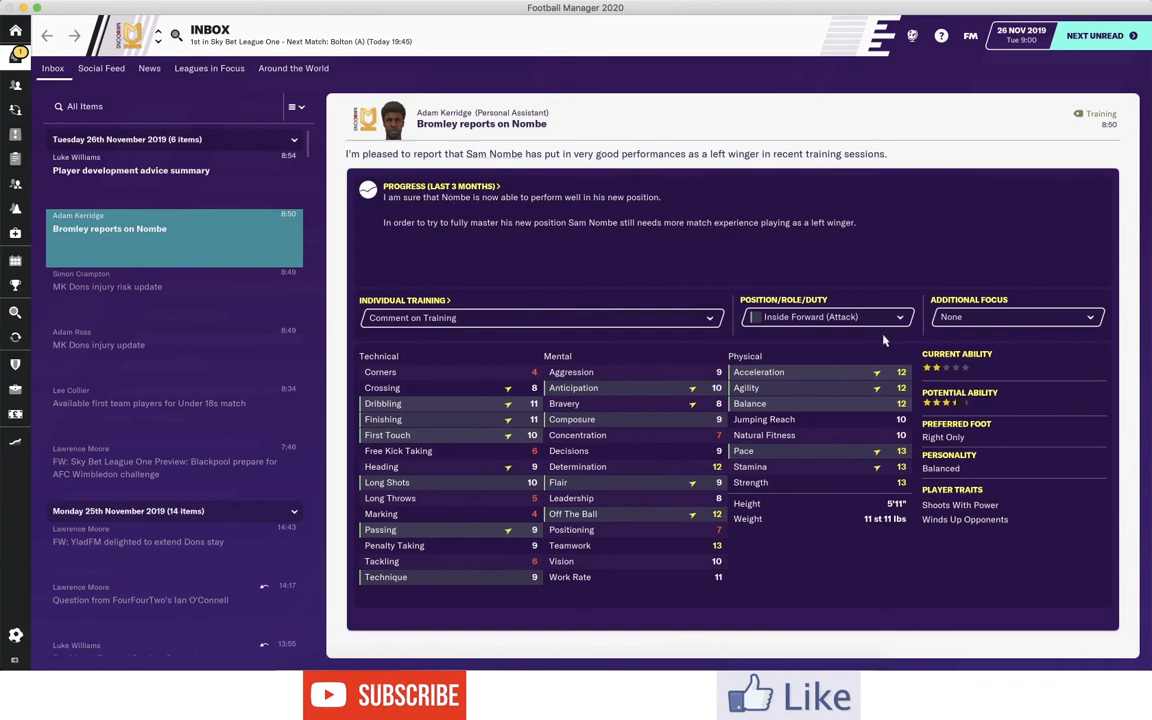 Football Manager 2020
INBOX
1st in Sky Bet League One - Next Match: Bolton (A) (Today 19:45)
FM
26 NOV 2019
Tue 9:00
NEXT UNREAD
1
Inbox
Social Feed
News
Leagues in Focus
Around the World
All Items
Tuesday 26th November 2019 (6 items)
Luke Williams 8:54
Player development advice summary
Adam Kerridge 8:50
Bromley reports on Nombe
Simon Crampton 8:49
MK Dons injury risk update
Adam Ross 8:49
MK Dons injury update
Lee Collier 8:34
Available first team players for Under 18s match
Lawrence Moore 7:46
FW: Sky Bet League One Preview: Blackpool prepare for
AFC Wimbledon challenge
Monday 25th November 2019 (14 items)
Lawrence Moore 14:43
FW: YladFM delighted to extend Dons stay
Lawrence Moore 14:17
Question from FourFourTwo's Ian O'Connell
Luke Williams 13:55
Adam Kerridge (Personal Assistant)
Bromley reports on Nombe
Training
8:50
I'm pleased to report that Sam Nombe has put in very good performances as a left winger in recent training sessions.
PROGRESS (LAST 3 MONTHS) >
I am sure that Nombe is now able to perform well in his new position.
In order to try to fully master his new position Sam Nombe still needs more match experience playing as a left winger.
INDIVIDUAL TRAINING >
Comment on Training
POSITION/ROLE/DUTY
Inside Forward (Attack)
ADDITIONAL FOCUS
None
Technical
Corners 4
Crossing 8
Dribbling 11
Finishing 11
First Touch 10
Free Kick Taking 6
Heading 9
Long Shots 10
Long Throws 5
Marking 4
Passing 9
Penalty Taking 9
Tackling 6
Technique 9
Mental
Aggression 9
Anticipation 10
Bravery 8
Composure 9
Concentration 7
Decisions 9
Determination 12
Flair 9
Leadership 8
Off The Ball 12
Positioning 7
Teamwork 13
Vision 10
Work Rate 11
Physical
Acceleration 12
Agility 12
Balance 12
Jumping Reach 10
Natural Fitness 10
Pace 13
Stamina 13
Strength 13
Height 5'11"
Weight 11 st 11 lbs
CURRENT ABILITY
POTENTIAL ABILITY
PREFERRED FOOT
Right Only
PERSONALITY
Balanced
PLAYER TRAITS
Shoots With Power
Winds Up Opponents
SUBSCRIBE
Like